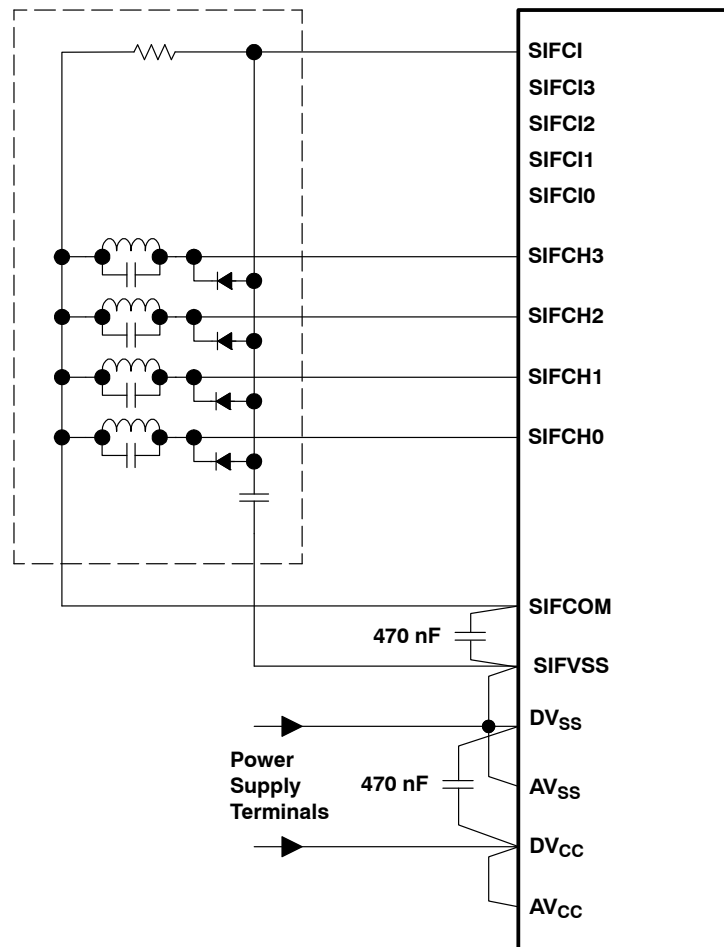 SIFCI
SIFCI3
SIFCI2
SIFCI1
SIFCI0
SIFCH3
SIFCH2
SIFCH1
SIFCH0
SIFCOM
470 nF
SIFVSS
DVSS
Power
Supply
Terminals
470 nF
AVSS
DVCC
AVCC